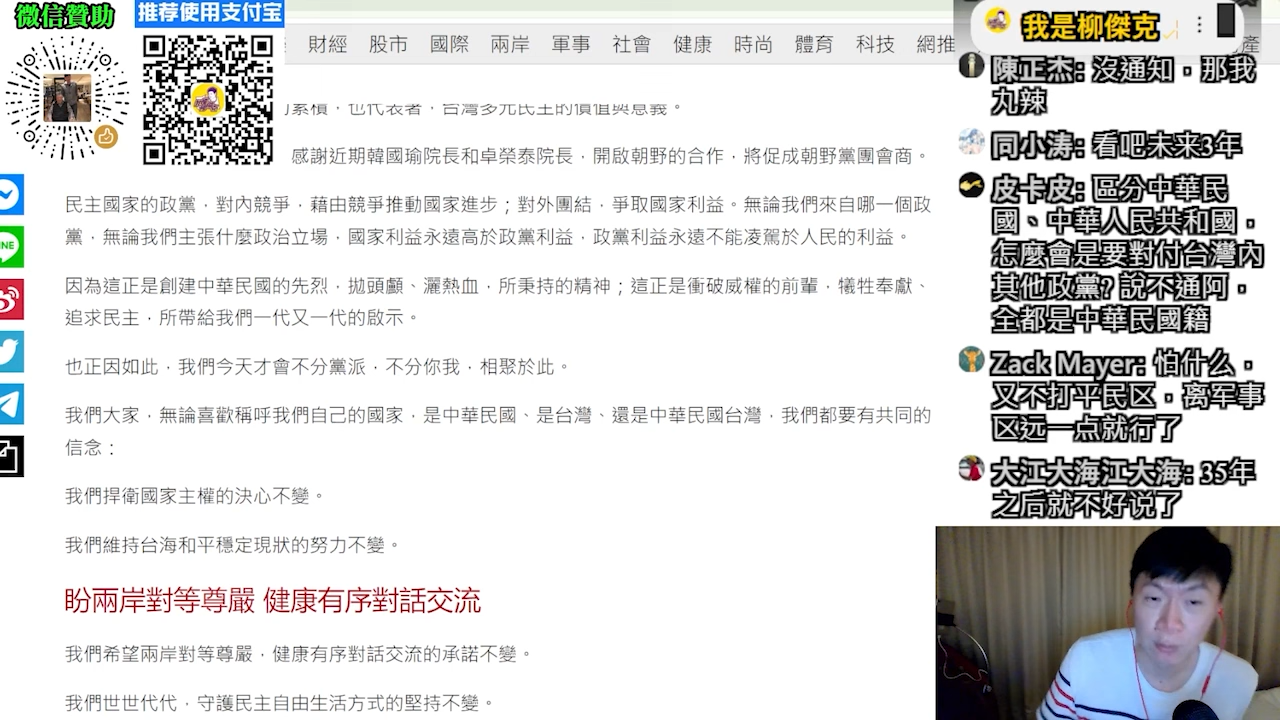 微信贊助
推荐使用支付宝
財經 股市 國際 兩岸 軍事 社會 健康 時尚 體育 科技 網推
產
累積，也代表著，台灣多元民主的價值與意義。
感謝近期韓國瑜院長和卓榮泰院長，開啟朝野的合作，將促成朝野黨團會商。
民主國家的政黨，對內競爭，藉由競爭推動國家進步；對外團結，爭取國家利益。無論我們來自哪一個政
黨，無論我們主張什麼政治立場，國家利益永遠高於政黨利益，政黨利益永遠不能凌駕於人民的利益。
因為這正是創建中華民國的先烈，拋頭顱、灑熱血，所秉持的精神；這正是衝破威權的前輩，犧牲奉獻、
追求民主，所帶給我們一代又一代的啟示。
也正因如此，我們今天才會不分黨派，不分你我，相聚於此。
我們大家，無論喜歡稱呼我們自己的國家，是中華民國、是台灣、還是中華民國台灣，我們都要有共同的
信念：
我們捍衛國家主權的決心不變。
我們維持台海和平穩定現狀的努力不變。
盼兩岸對等尊嚴 健康有序對話交流
我們希望兩岸對等尊嚴，健康有序對話交流的承諾不變。
我們世世代代，守護民主自由生活方式的堅持不變。
LINE
我是柳傑克
陳正杰: 沒通知，那我
丸辣
同小涛: 看吧未来3年
皮卡皮: 區分中華民
國、中華人民共和國，
怎麼會是要對付台灣內
其他政黨? 說不通阿，
全都是中華民國籍
Zack Mayer: 怕什么，
又不打平民区，离军事
区远一点就行了
大江大海江大海: 35年
之后就不好说了